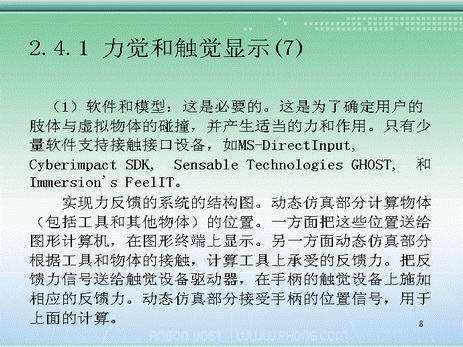 2.4.1 力觉和触觉显示(7)
（1）软件和模型：这是必要的。这是为了确定用户的
肢体与虚拟物体的碰撞，并产生适当的力和作用。只有少
量软件支持接触接口设备，如MS-DirectInput,
Cyberimpact SDK, Sensable Technologies GHOST, 和
Immersion's FeelIT。
实现力反馈的系统的结构图。动态仿真部分计算物体
（包括工具和其他物体）的位置。一方面把这些位置送给
图形计算机，在图形终端上显示。另一方面动态仿真部分
根据工具和物体的接触，计算工具上承受的反馈力。把反
馈力信号送给触觉设备驱动器，在手柄的触觉设备上施加
相应的反馈力。动态仿真部分接受手柄的位置信号，用于
上面的计算。
8